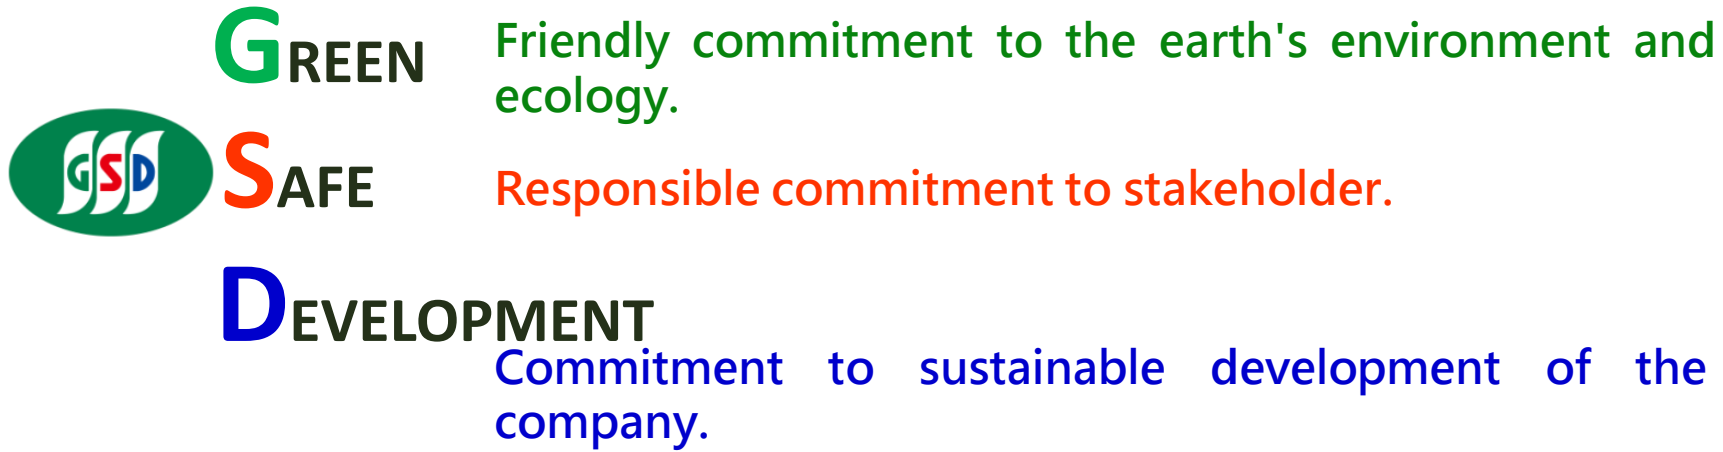 GREEN
Friendly commitment to the earth's environment and
ecology.
GSD
SAFE
Responsible commitment to stakeholder.
DEVELOPMENT
Commitment to sustainable development of the
company.